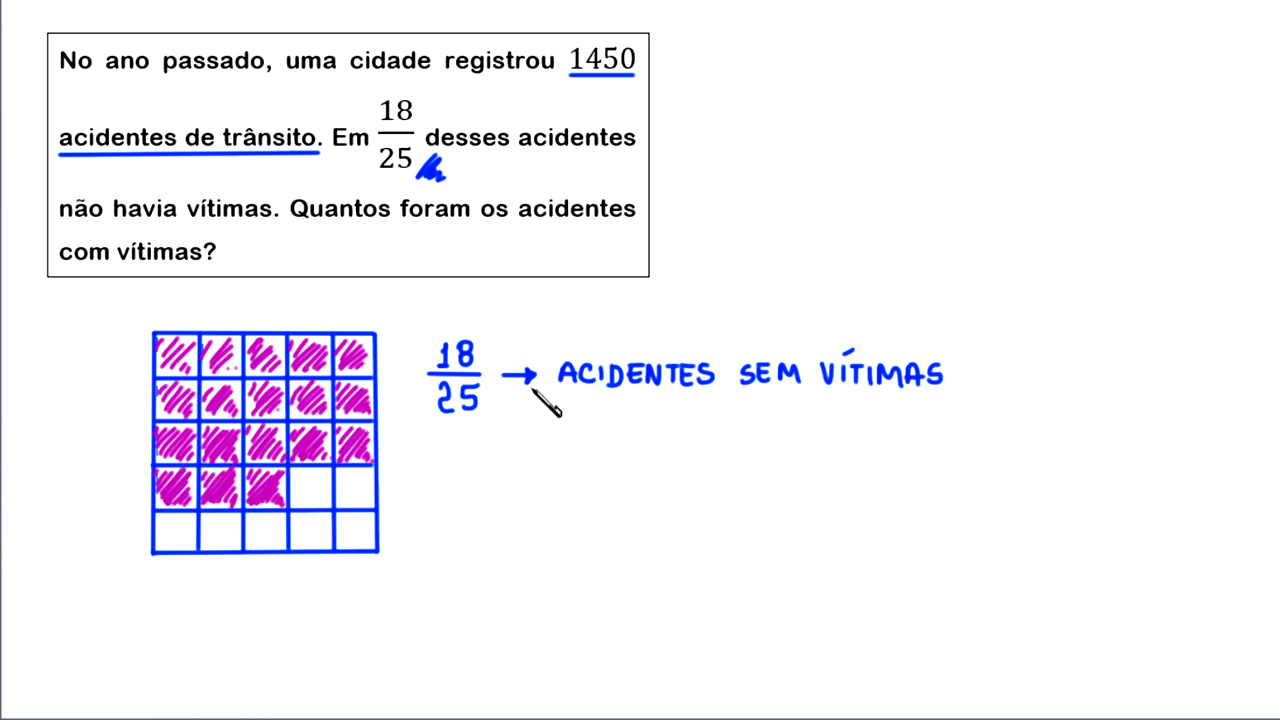 No ano passado, uma cidade registrou 1450
18
acidentes de trânsito. Em — desses acidentes
25
não havia vítimas. Quantos foram os acidentes
com vítimas?
18
— → ACIDENTES SEM VÍTIMAS
25